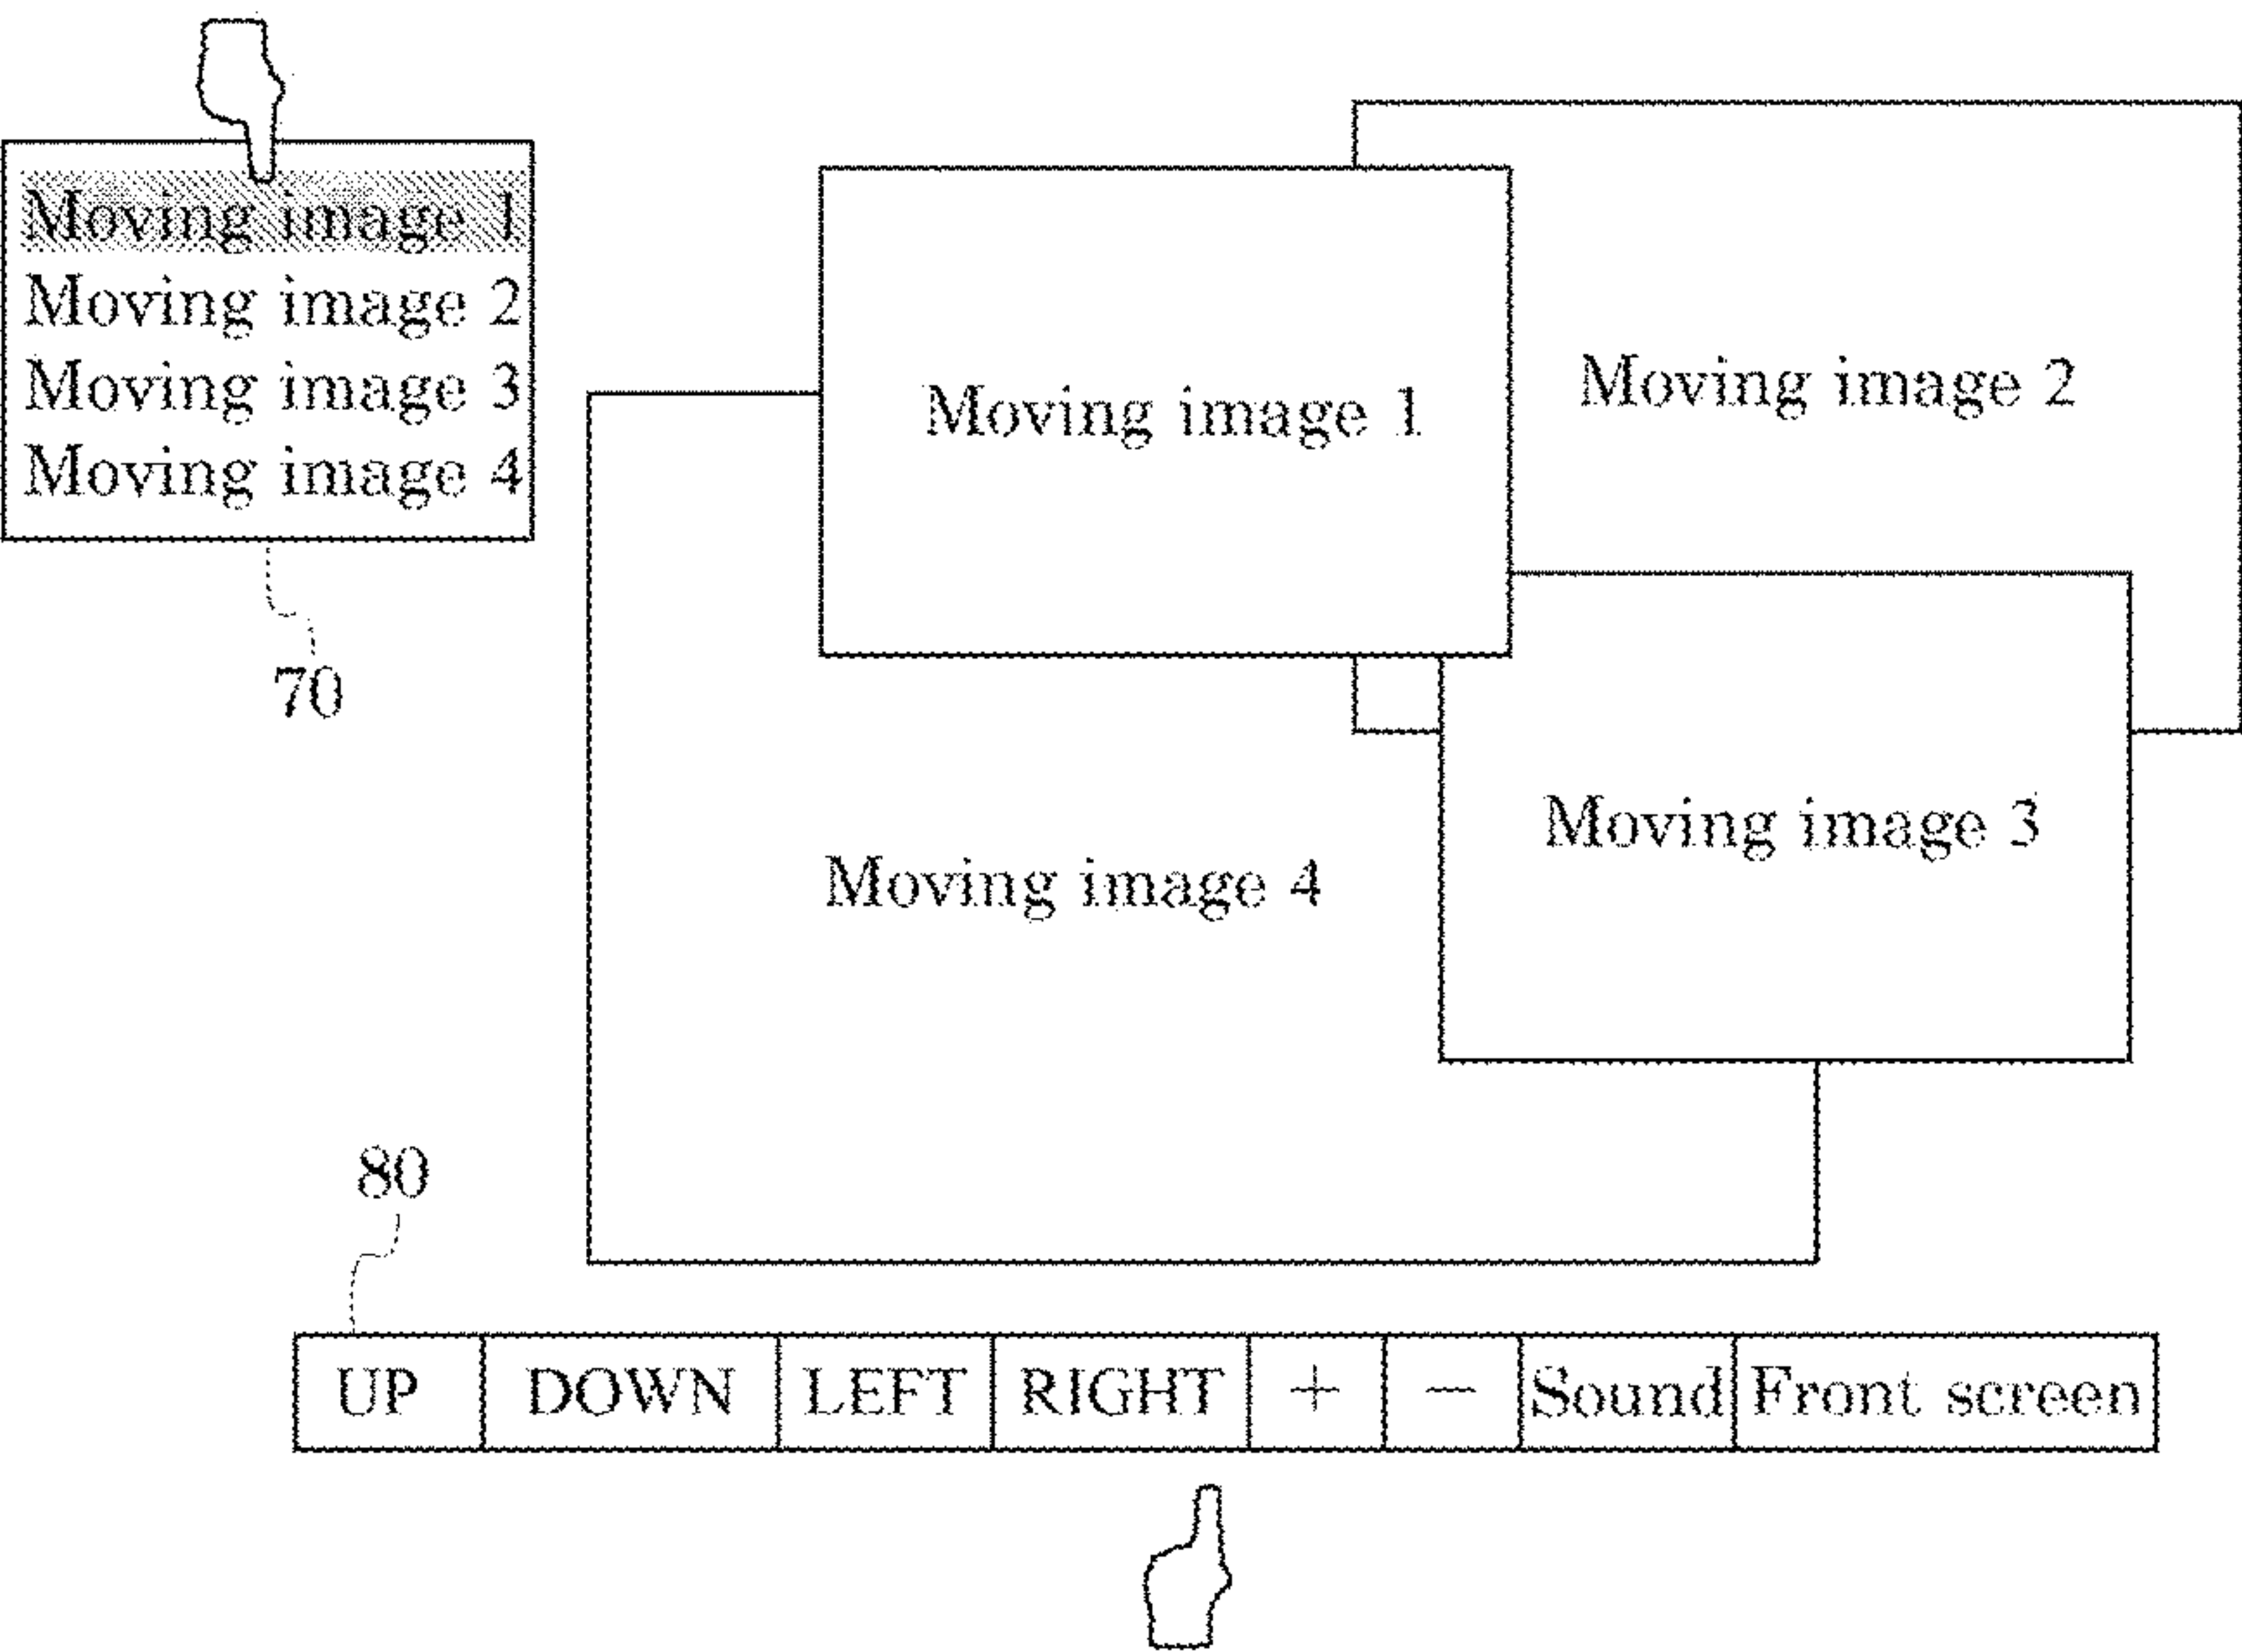 Moving image 1
Moving image 2
Moving image 3
Moving image 4
70
Moving image 1
Moving image 2
Moving image 3
Moving image 4
80
UP DOWN LEFT RIGHT + − Sound Front screen